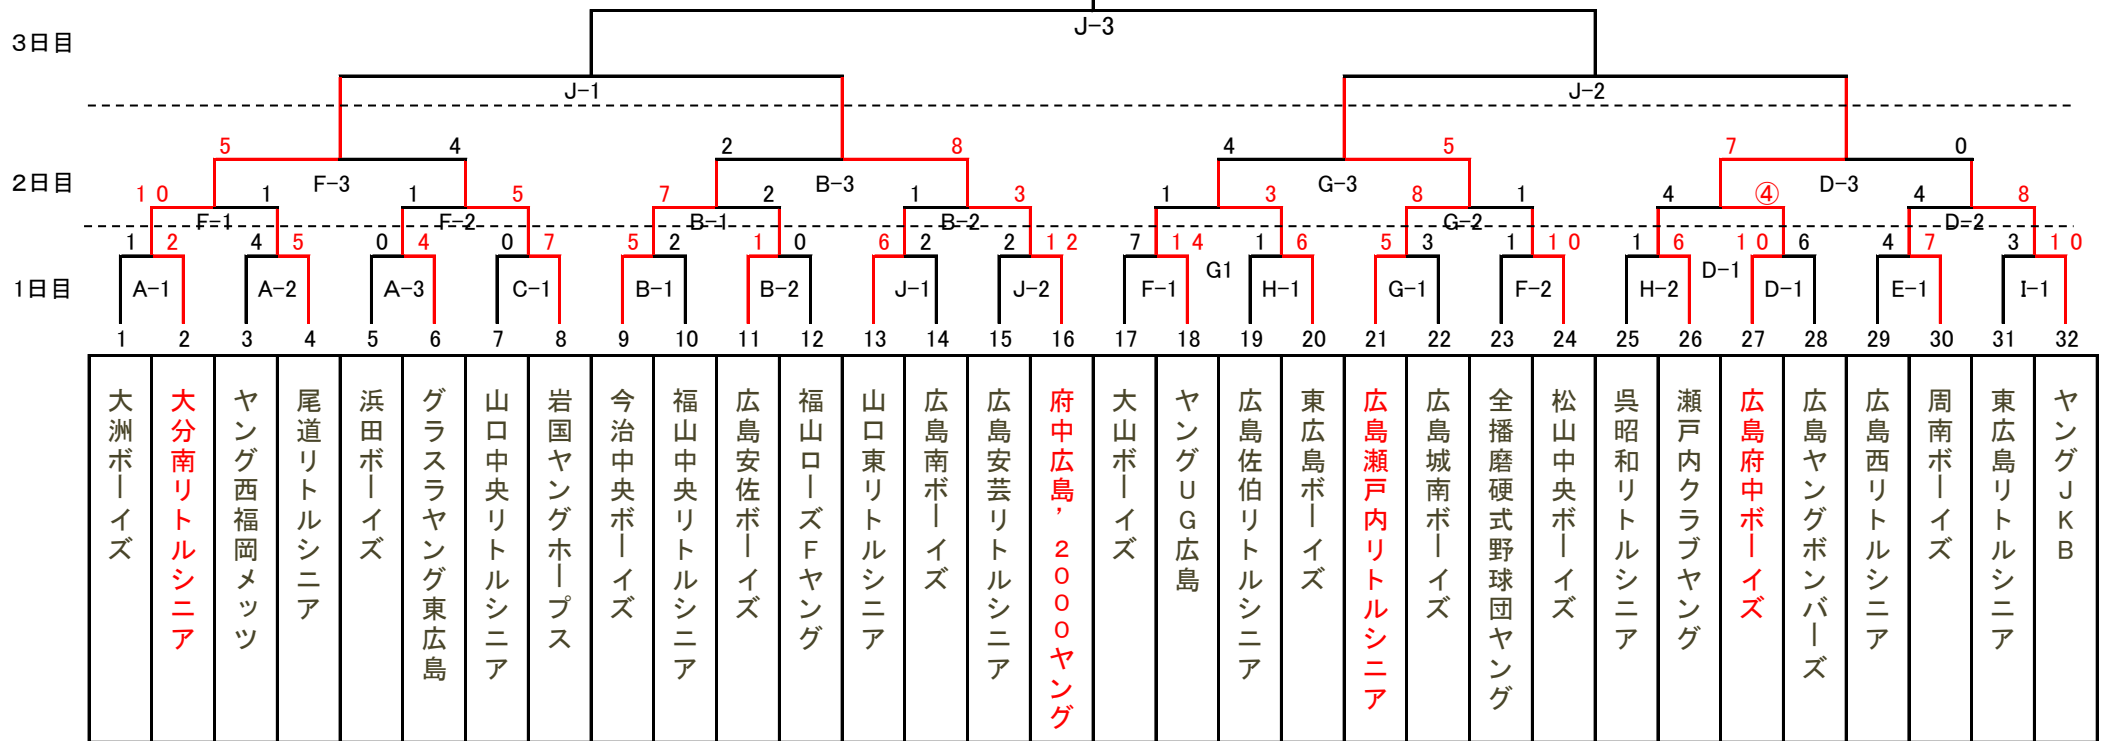 J-3
3日目
J-1 J-2
5 4 2 8 4 5 7 0
2日目 F-3 B-3 G-3 D-3
10 1 1 5 7 2 1 3 1 3 8 1 4 ④ 4 8
F-1 F-2 B-1 B-2 G-2 D-2
1 2 4 5 0 4 0 7 5 2 1 0 6 2 2 12 7 14 1 6 5 3 1 10 1 6 10 6 4 7 3 10
G1 D-1
1日目 A-1 A-2 A-3 C-1 B-1 B-2 J-1 J-2 F-1 H-1 G-1 F-2 H-2 D-1 E-1 I-1
1 2 3 4 5 6 7 8 9 10 11 12 13 14 15 16 17 18 19 20 21 22 23 24 25 26 27 28 29 30 31 32
大洲ボーイズ
大分南リトルシニア
ヤング西福岡メッツ
尾道リトルシニア
浜田ボーイズ
グラスラヤング東広島
山口中央リトルシニア
岩国ヤングホープス
今治中央ボーイズ
福山中央リトルシニア
広島安佐ボーイズ
福山ローズFヤング
山口東リトルシニア
広島南ボーイズ
広島安芸リトルシニア
府中広島’2000ヤング
大山ボーイズ
ヤングUG広島
広島佐伯リトルシニア
東広島ボーイズ
広島瀬戸内リトルシニア
広島城南ボーイズ
全播磨硬式野球団ヤング
松山中央ボーイズ
呉昭和リトルシニア
瀬戸内クラブヤング
広島府中ボーイズ
広島ヤングボンバーズ
広島西リトルシニア
周南ボーイズ
東広島リトルシニア
ヤングJKB